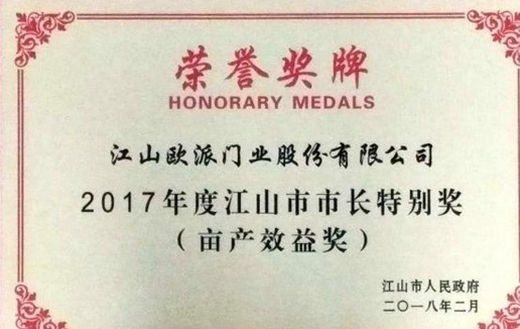 荣誉奖牌
HONORARY MEDALS
江山欧派门业股份有限公司
2017年度江山市市长特别奖
（亩产效益奖）
江山市人民政府
二〇一八年二月